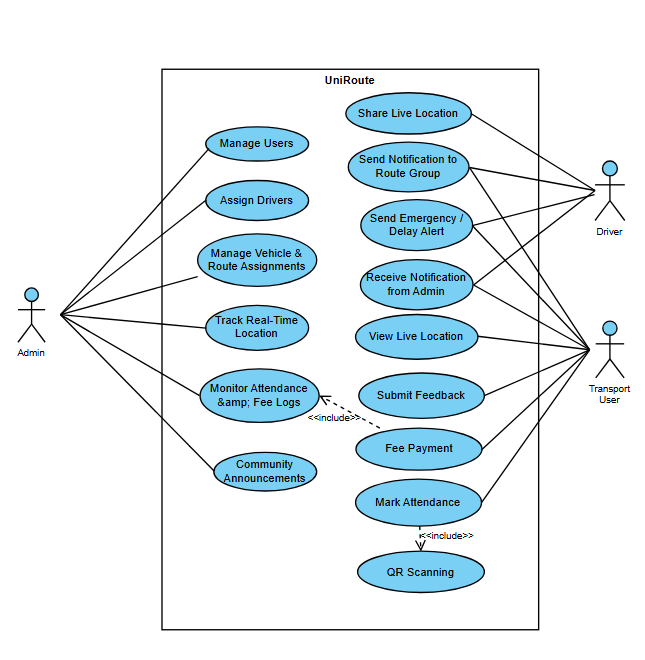 UniRoute
Manage Users
Assign Drivers
Manage Vehicle &
Route Assignments
Track Real-Time
Location
Monitor Attendance
&amp; Fee Logs
Community
Announcements
Share Live Location
Send Notification to
Route Group
Send Emergency /
Delay Alert
Receive Notification
from Admin
View Live Location
Submit Feedback
<<include>>
Fee Payment
Mark Attendance
<<include>>
QR Scanning
Admin
Driver
Transport
User